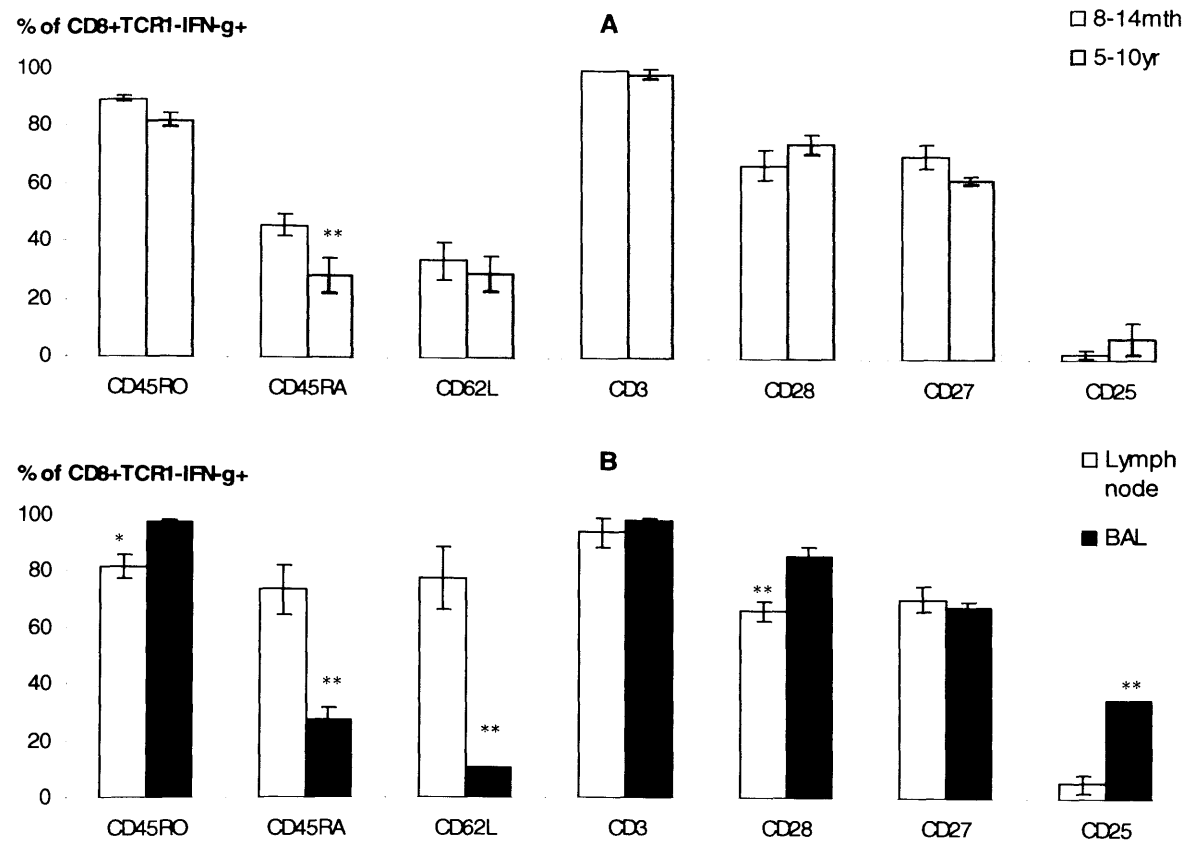 % of CD8+TCR1-IFN-g+
A
8-14mth
5-10yr
100
80
60
40
20
0
**
CD45RO CD45RA CD62L CD3 CD28 CD27 CD25
% of CD8+TCR1-IFN-g+
B
Lymph
node
BAL
100
80
60
40
20
0
*
**
**
**
**
CD45RO CD45RA CD62L CD3 CD28 CD27 CD25